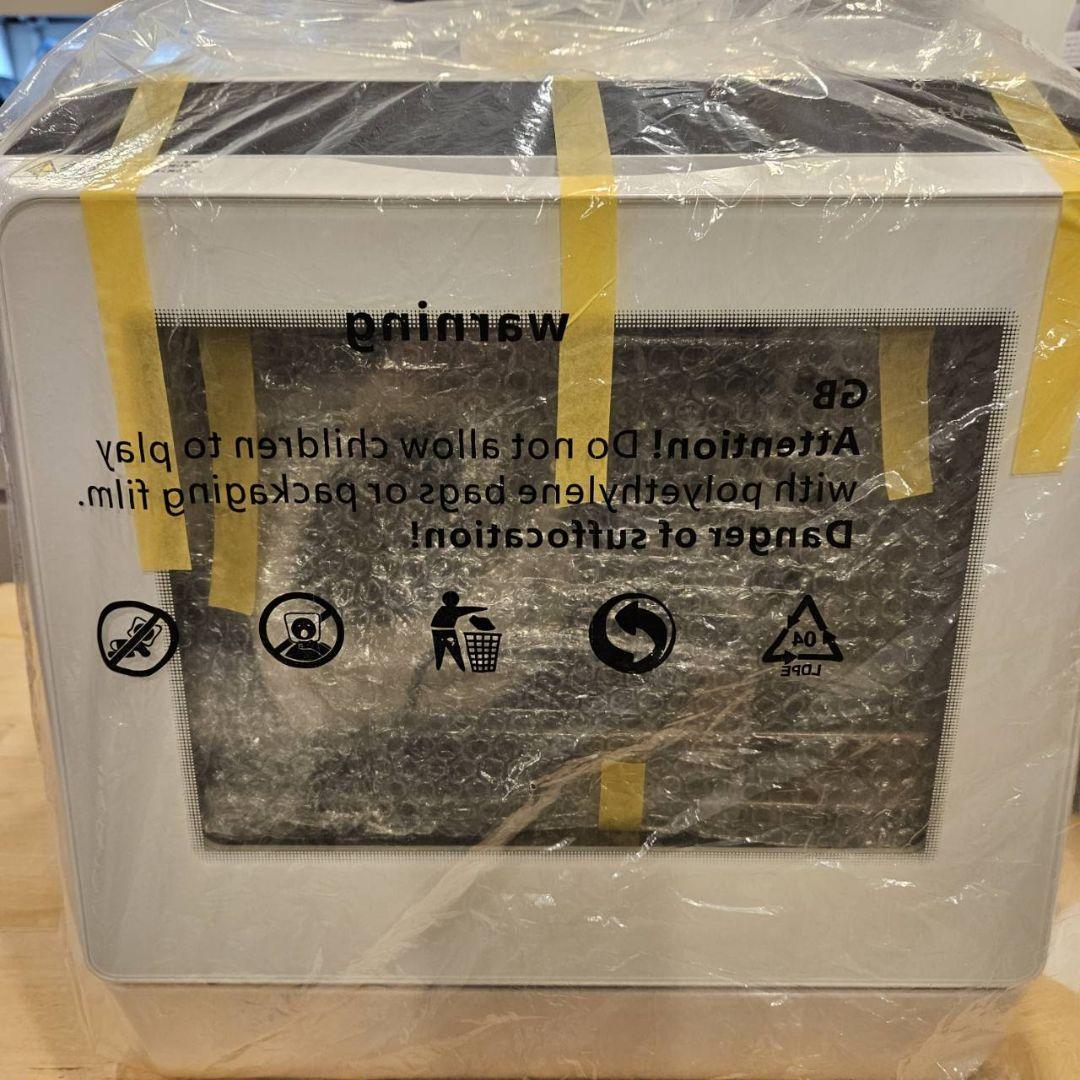 warning
GB
Attention! Do not allow children to play
with polyethylene bags or packaging film.
Danger of suffocation!
04
LDPE